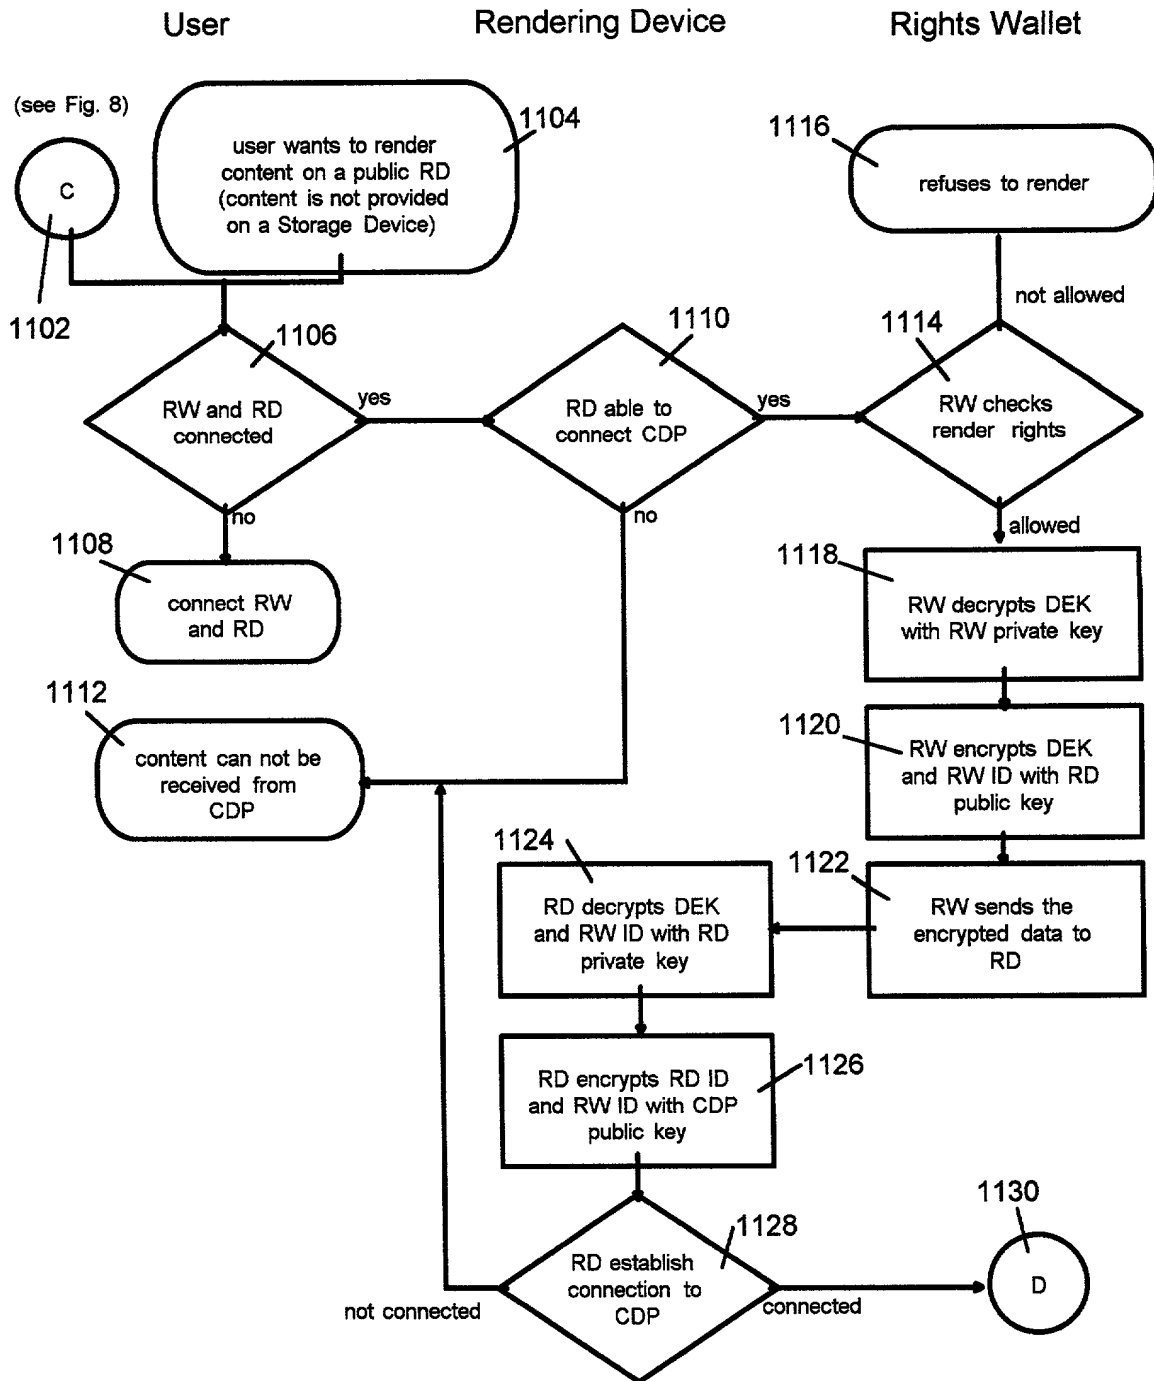 User
Rendering Device
Rights Wallet
(see Fig. 8)
C
1102
user wants to render
content on a public RD
(content is not provided
on a Storage Device)
1104
1116
refuses to render
not allowed
1106
RW and RD
connected
yes
no
1110
RD able to
connect CDP
yes
no
1114
RW checks
render rights
allowed
1108
connect RW
and RD
1118
RW decrypts DEK
with RW private key
1112
content can not be
received from
CDP
1120
RW encrypts DEK
and RW ID with RD
public key
1124
RD decrypts DEK
and RW ID with RD
private key
1122
RW sends the
encrypted data to
RD
1126
RD encrypts RD ID
and RW ID with CDP
public key
1128
RD establish
connection to
CDP
not connected
connected
1130
D